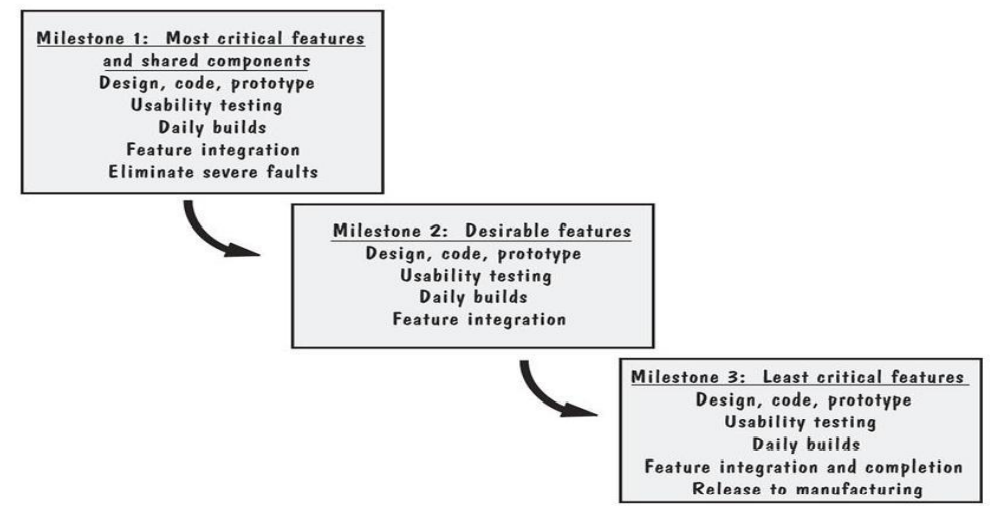 Milestone 1: Most critical features
and shared components
Design, code, prototype
Usability testing
Daily builds
Feature integration
Eliminate severe faults
Milestone 2: Desirable features
Design, code, prototype
Usability testing
Daily builds
Feature integration
Milestone 3: Least critical features
Design, code, prototype
Usability testing
Daily builds
Feature integration and completion
Release to manufacturing